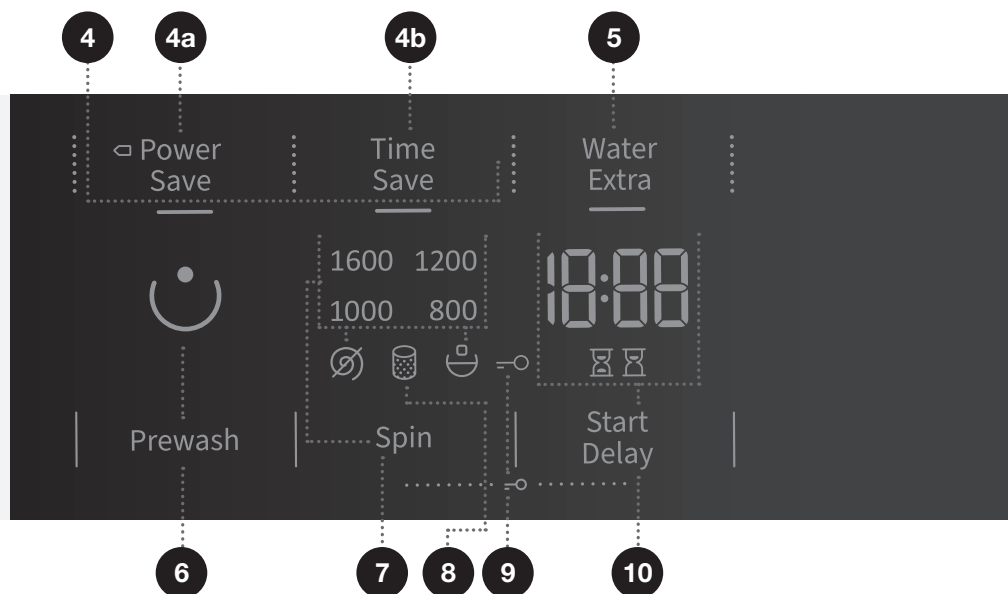 4 4a 4b 5
Power Save
Time Save
Water Extra
1600 1200
1000 800
18:88
Prewash
Spin
Start Delay
6 7 8 9 10